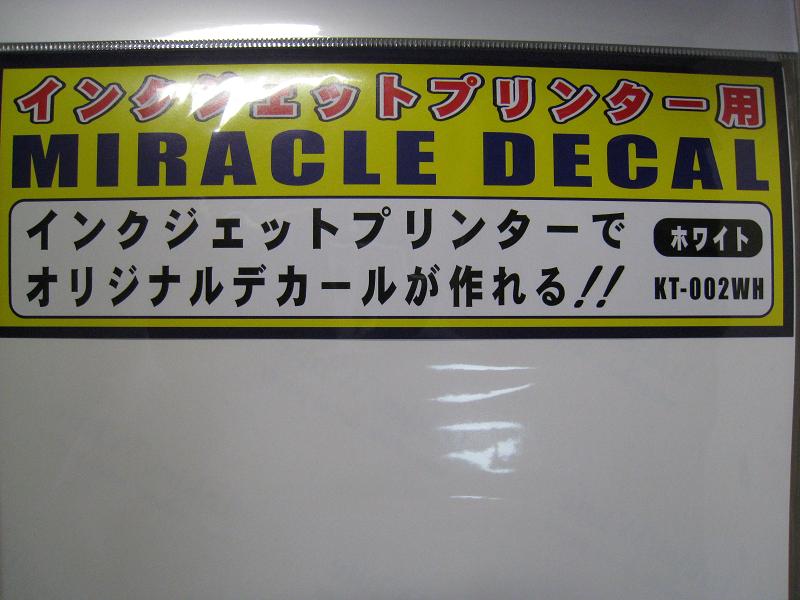 インクジェットプリンター用
MIRACLE DECAL
インクジェットプリンターで
オリジナルデカールが作れる!!
ホワイト
KT-002WH